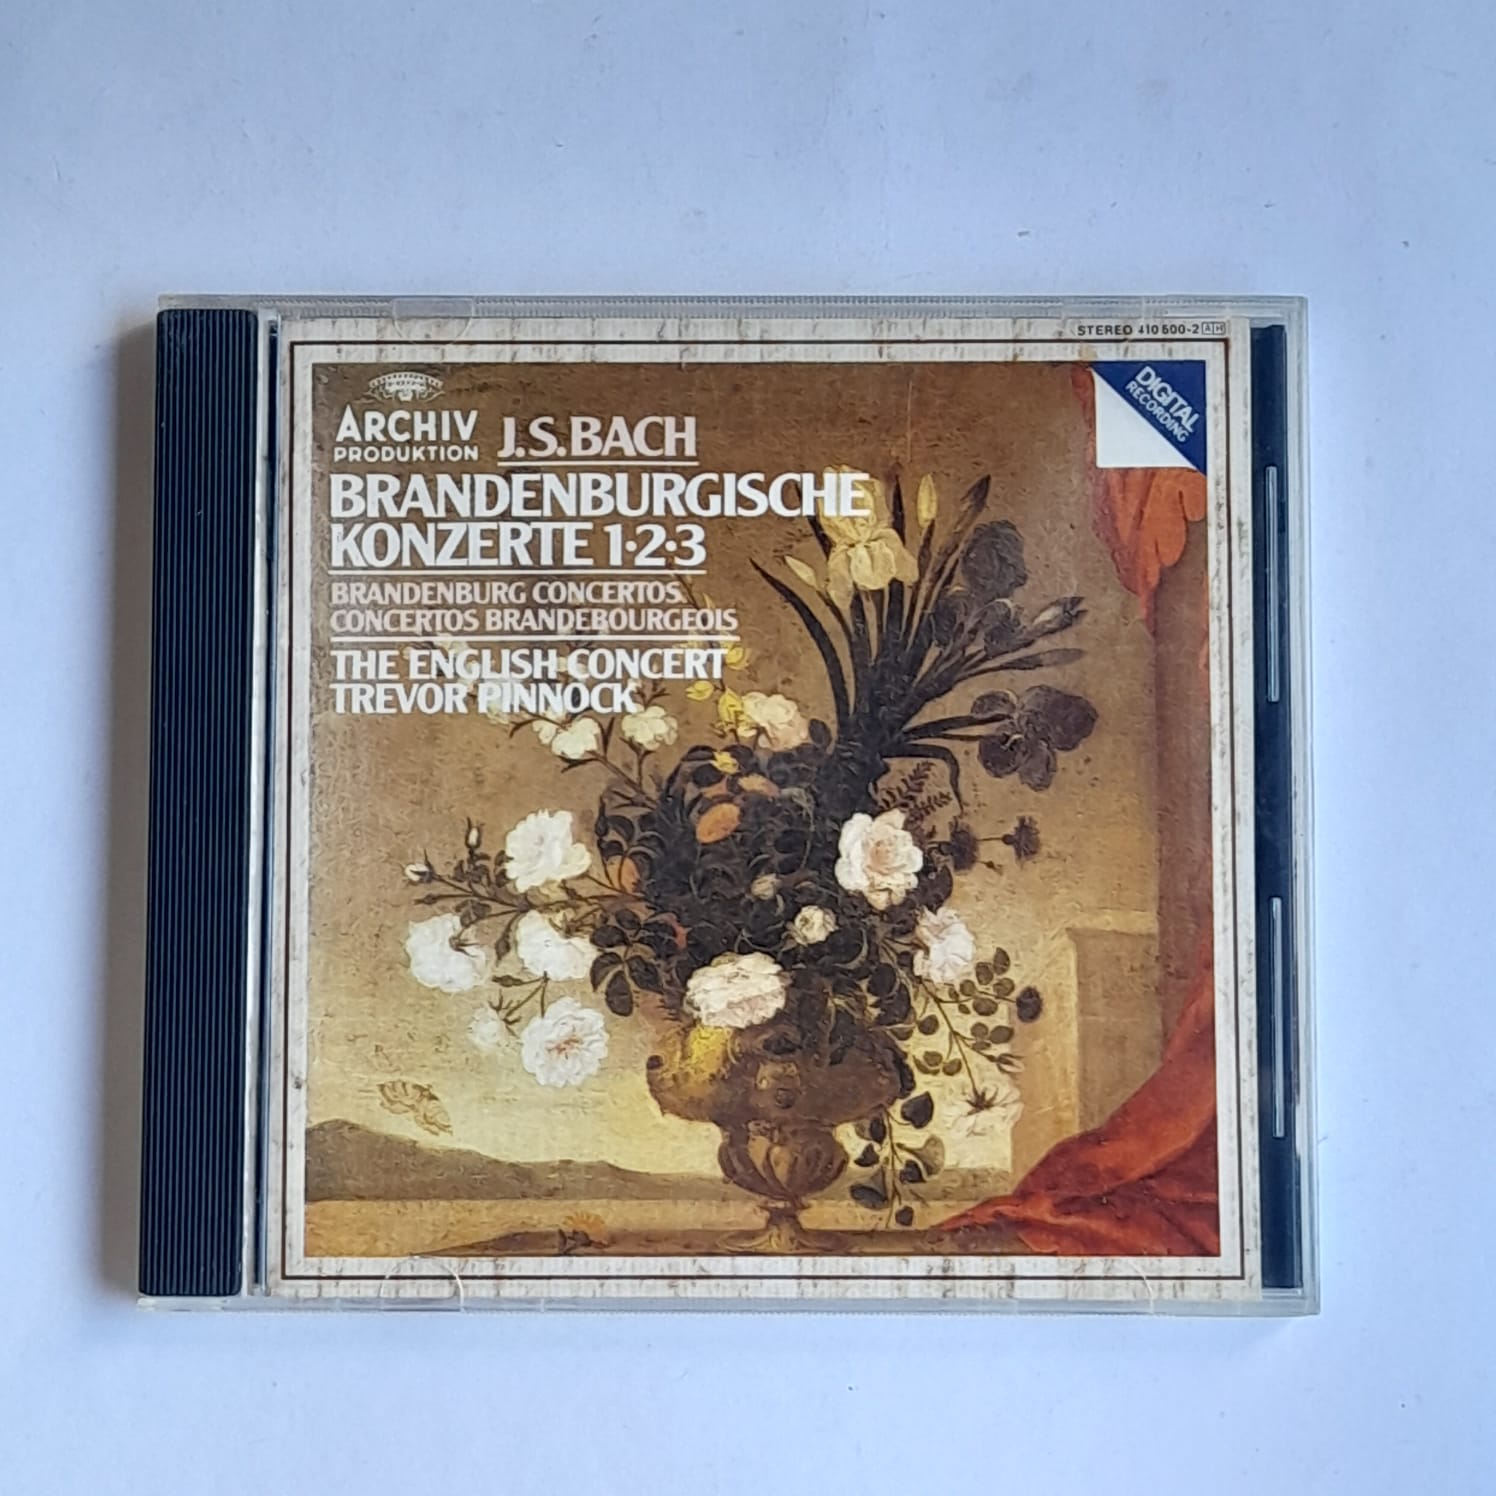 STEREO 410 500-2 AH
DIGITAL
RECORDING
ARCHIV
PRODUKTION
J.S.BACH
BRANDENBURGISCHE
KONZERTE 1·2·3
BRANDENBURG CONCERTOS
CONCERTOS BRANDEBOURGEOIS
THE ENGLISH CONCERT
TREVOR PINNOCK